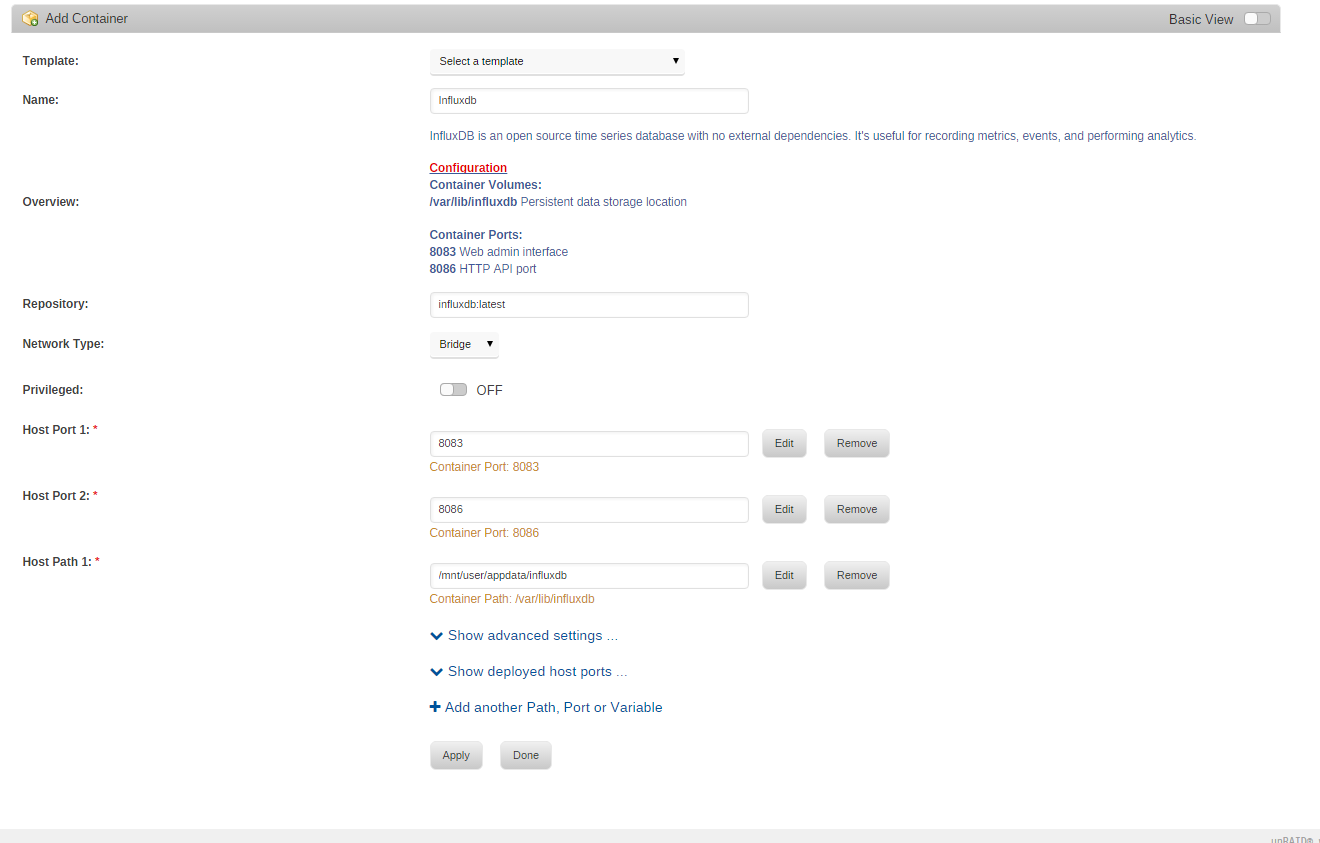 Add Container
Basic View
Template:
Select a template
Name:
Influxdb
InfluxDB is an open source time series database with no external dependencies. It's useful for recording metrics, events, and performing analytics.
Configuration
Container Volumes:
Overview:
/var/lib/influxdb Persistent data storage location
Container Ports:
8083 Web admin interface
8086 HTTP API port
Repository:
influxdb:latest
Network Type:
Bridge
Privileged:
OFF
Host Port 1: *
8083
Edit
Remove
Container Port: 8083
Host Port 2: *
8086
Edit
Remove
Container Port: 8086
Host Path 1: *
/mnt/user/appdata/influxdb
Edit
Remove
Container Path: /var/lib/influxdb
Show advanced settings ...
Show deployed host ports ...
Add another Path, Port or Variable
Apply
Done